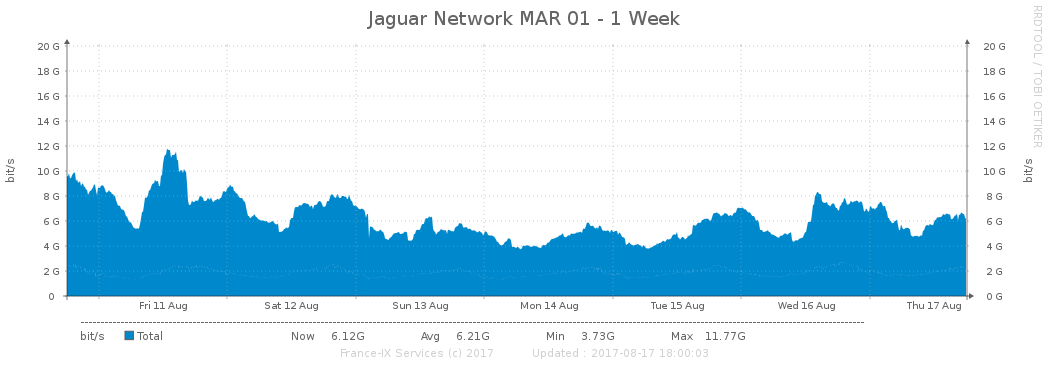 Jaguar Network MAR 01 - 1 Week
RRDTOOL / TOBI OETIKER
bit/s
20 G 20 G
18 G 18 G
16 G 16 G
14 G 14 G
12 G 12 G
10 G 10 G
8 G 8 G
6 G 6 G
4 G 4 G
2 G 2 G
0 0 G
bit/s
Fri 11 Aug Sat 12 Aug Sun 13 Aug Mon 14 Aug Tue 15 Aug Wed 16 Aug Thu 17 Aug
bit/s Total Now 6.12G Avg 6.21G Min 3.73G Max 11.77G
France-IX Services (c) 2017 Updated : 2017-08-17 18:00:03